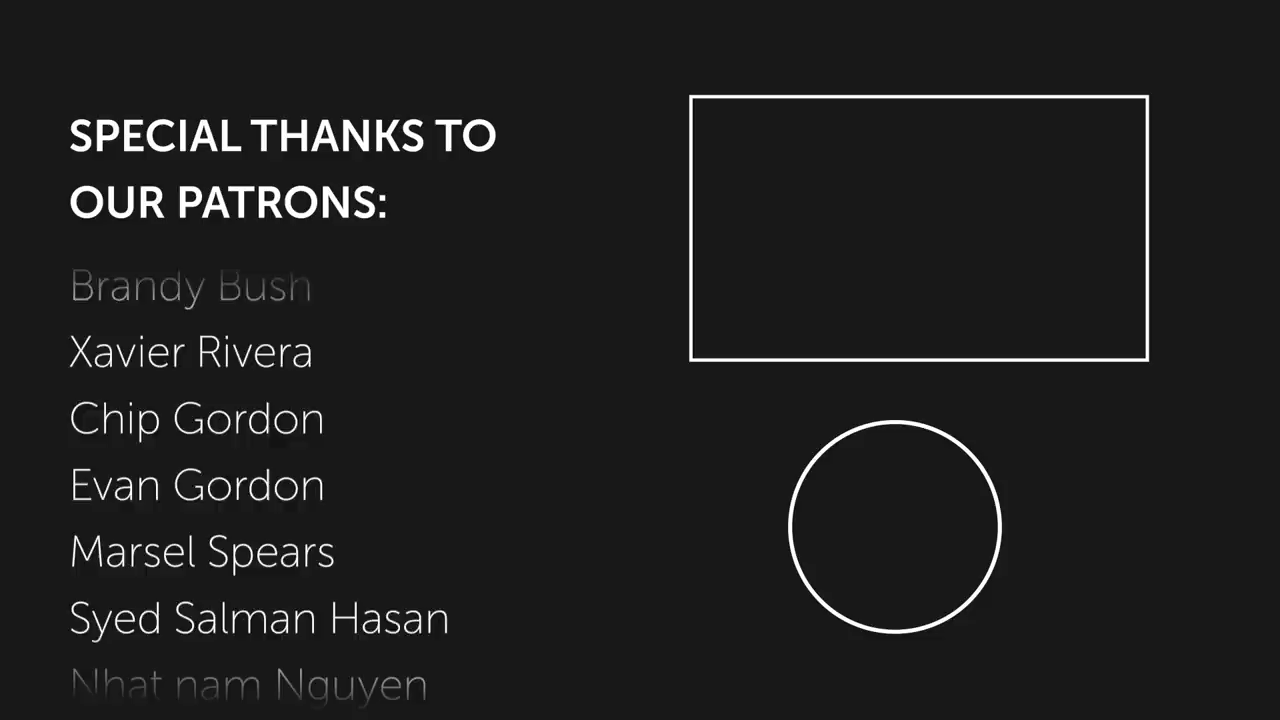 SPECIAL THANKS TO
OUR PATRONS:
Brandy Bush
Xavier Rivera
Chip Gordon
Evan Gordon
Marsel Spears
Syed Salman Hasan
Nhat nam Nguyen